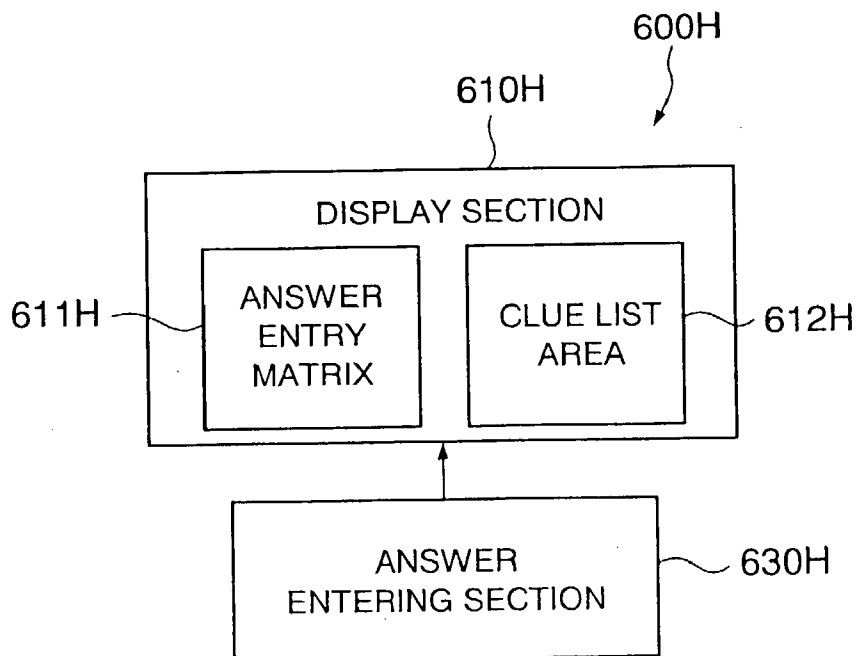 600H
610H
DISPLAY SECTION
611H
ANSWER
ENTRY
MATRIX
CLUE LIST
AREA
612H
ANSWER
ENTERING SECTION
630H